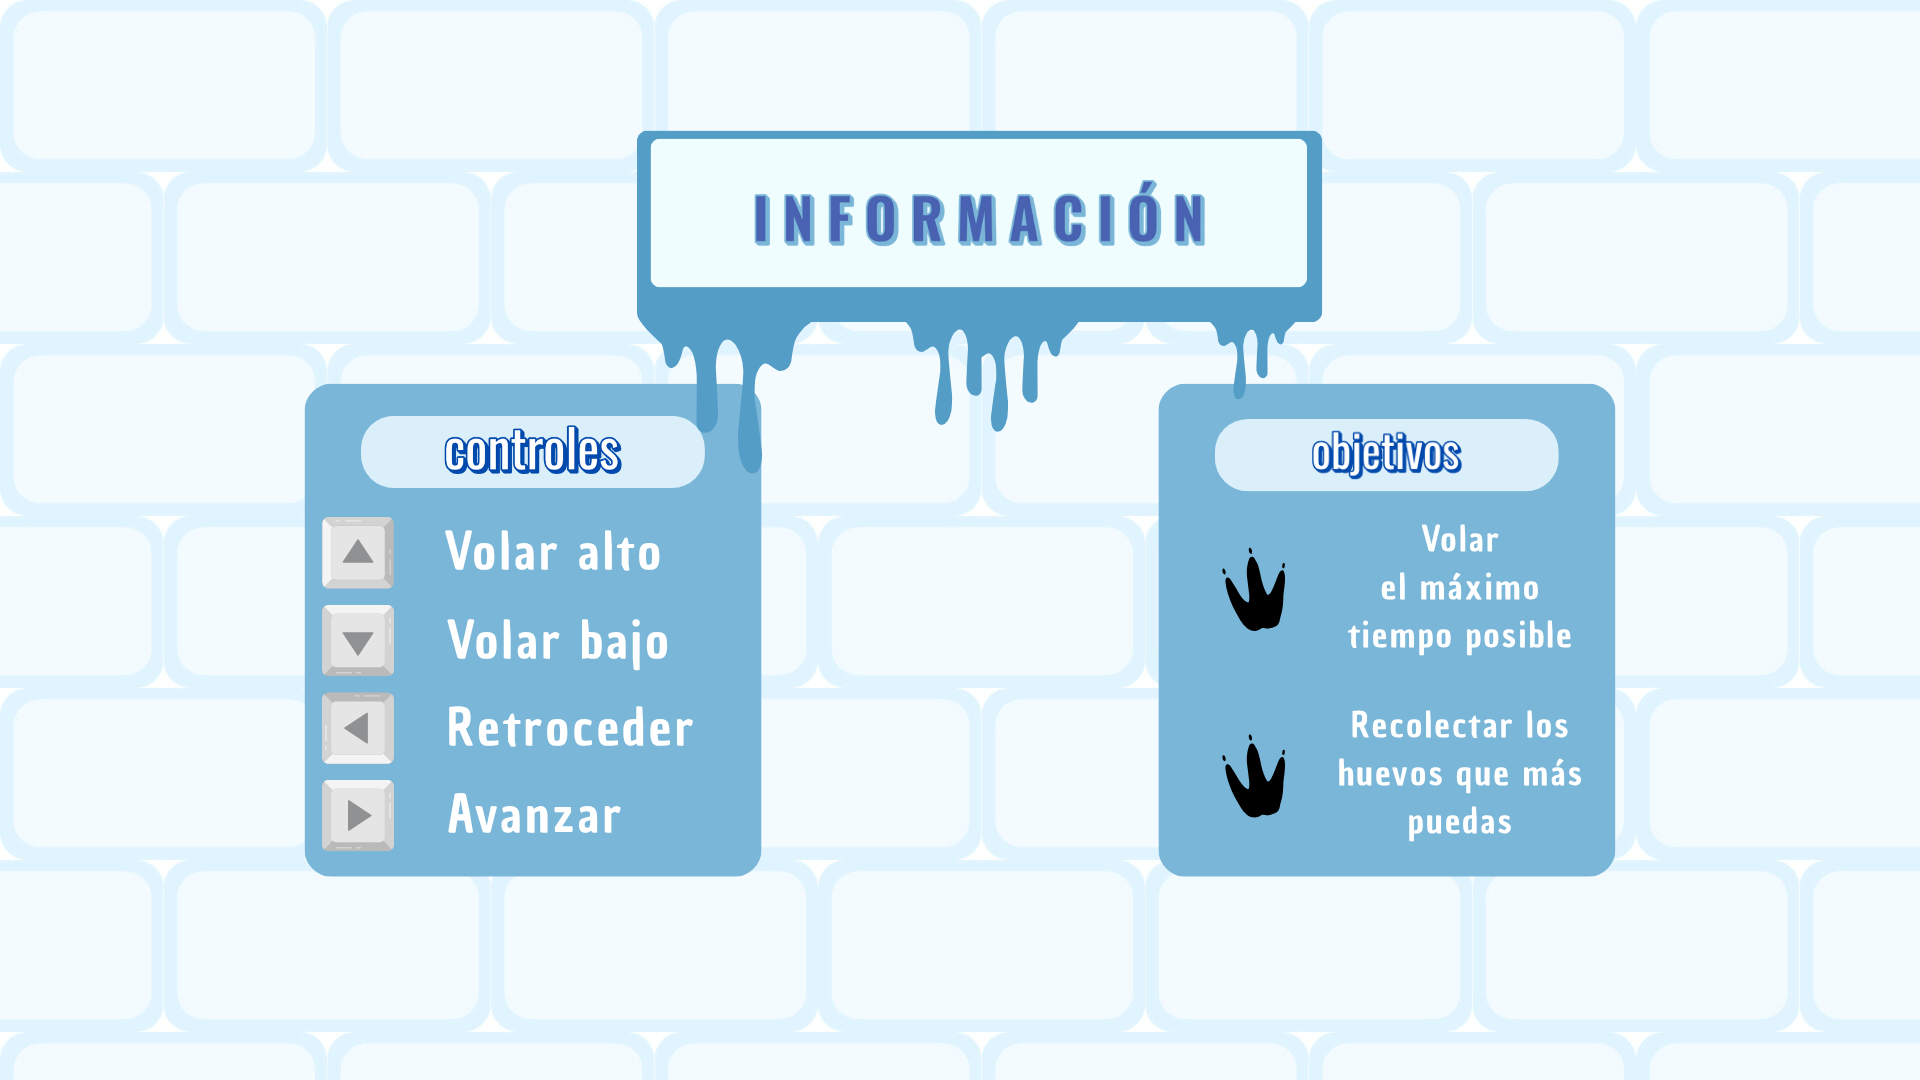 INFORMACIÓN
controles
Volar alto
Volar bajo
Retroceder
Avanzar
objetivos
Volar
el máximo
tiempo posible
Recolectar los
huevos que más
puedas